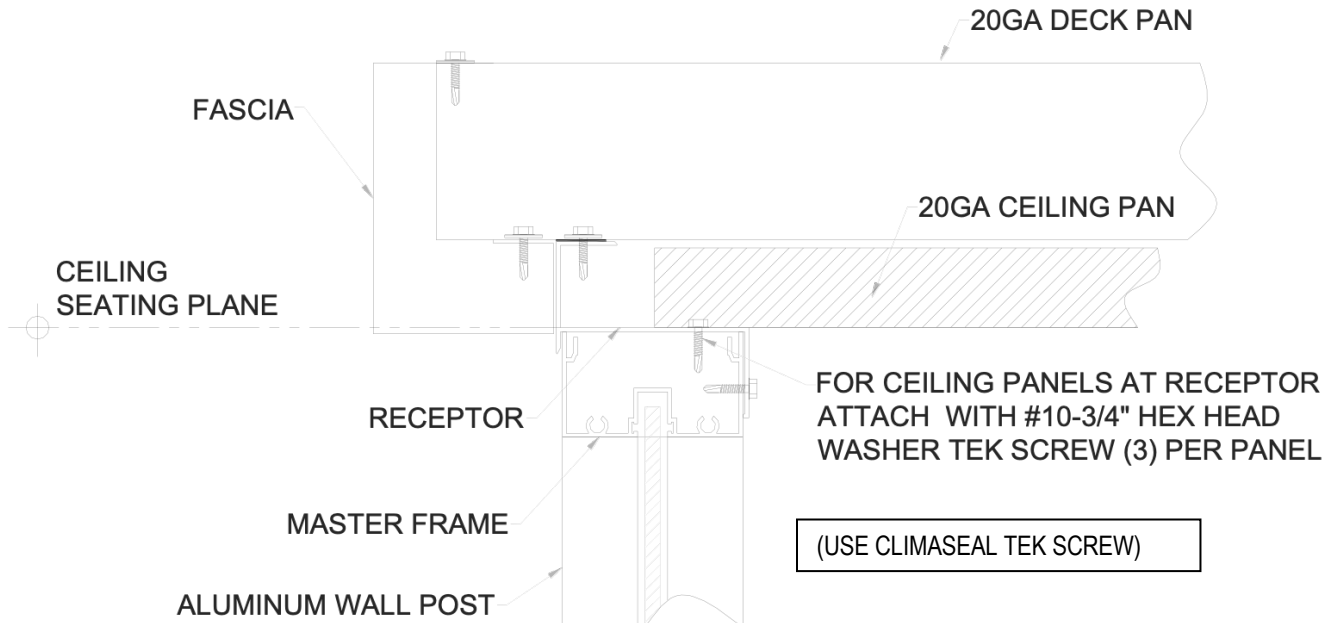 20GA DECK PAN
FASCIA
20GA CEILING PAN
CEILING
SEATING PLANE
FOR CEILING PANELS AT RECEPTOR
ATTACH WITH #10-3/4" HEX HEAD
WASHER TEK SCREW (3) PER PANEL
RECEPTOR
MASTER FRAME
(USE CLIMASEAL TEK SCREW)
ALUMINUM WALL POST